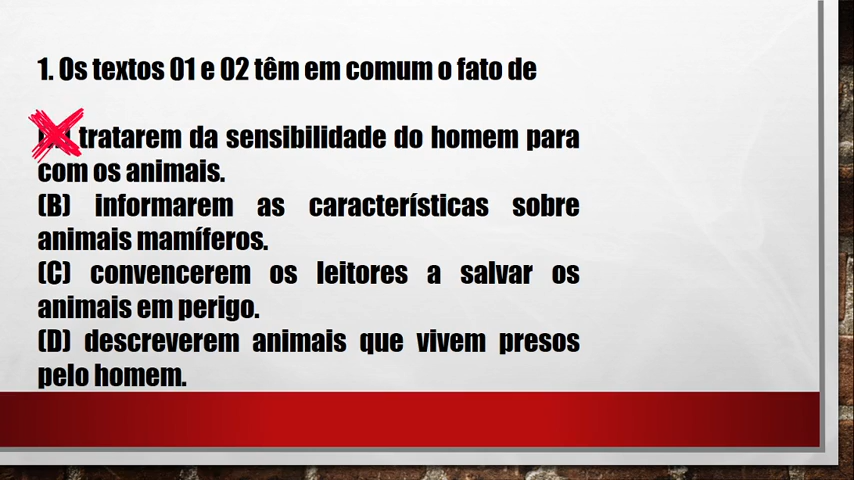 1. Os textos 01 e 02 têm em comum o fato de
tratarem da sensibilidade do homem para
com os animais.
(B) informarem as características sobre
animais mamíferos.
(C) convencerem os leitores a salvar os
animais em perigo.
(D) descreverem animais que vivem presos
pelo homem.